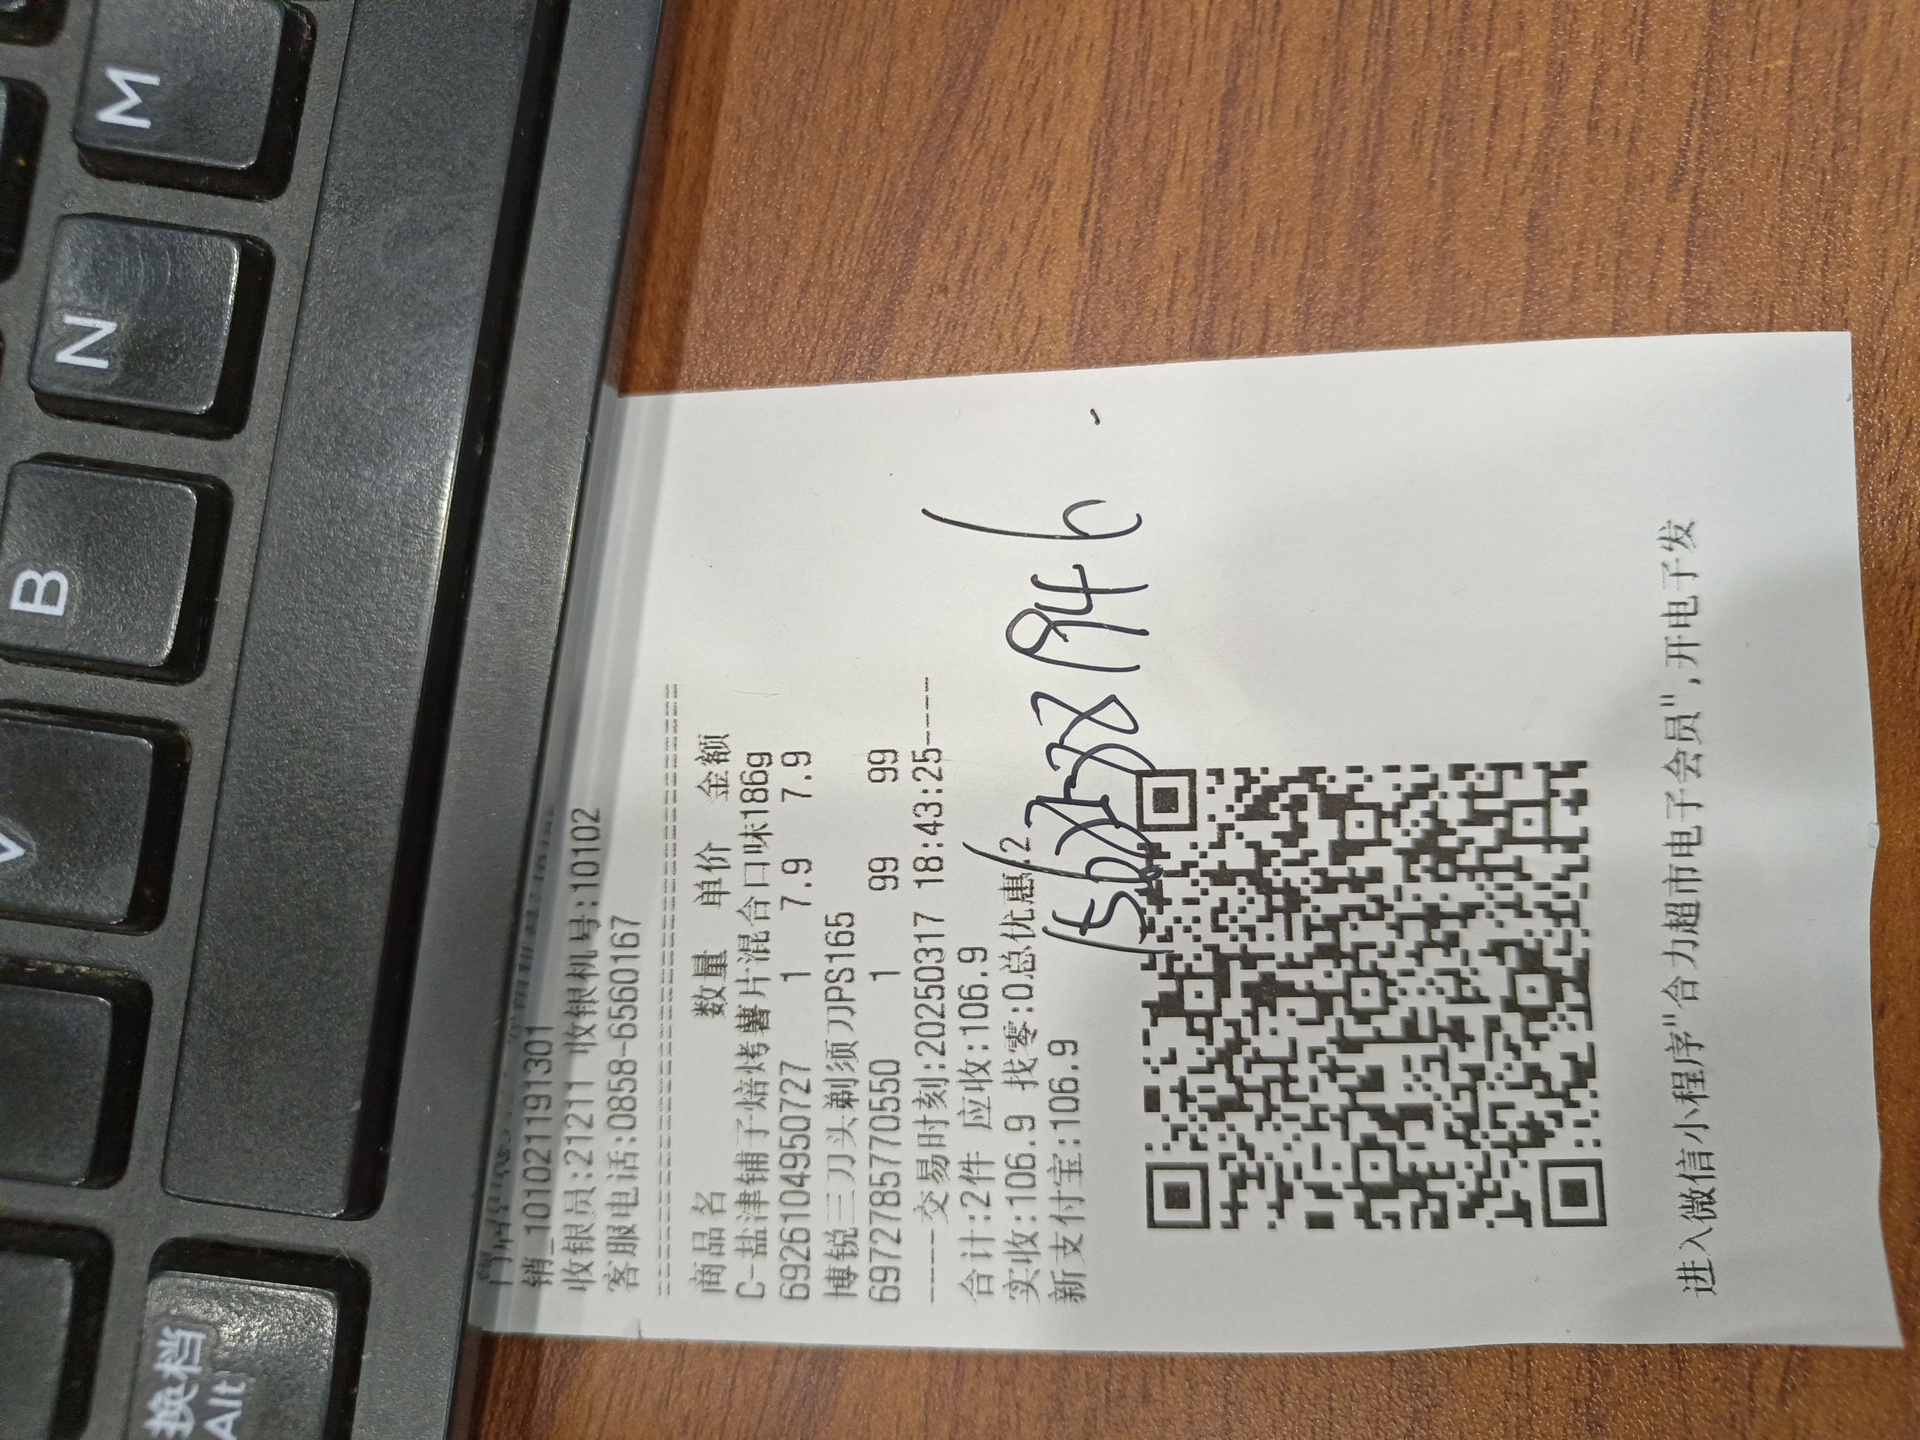 M
N
B
V
换档
Alt
销_1010211191301
收银员:21211 收银机号:10102
客服电话:0858-6560167
商品名 数量 单价 金额
C-盐津铺子焙烤薯片混合口味186g
6926104950727 1 7.9 7.9
博锐三刀头剃须刀PS165
6972785770550 1 99 99
-----交易时刻:20250317 18:43:25----
合计:2件 应收:106.9
实收:106.9 找零:0总优惠 2
新支付宝:106.9
1946
进入微信小程序"合力超市电子会员",开电子发